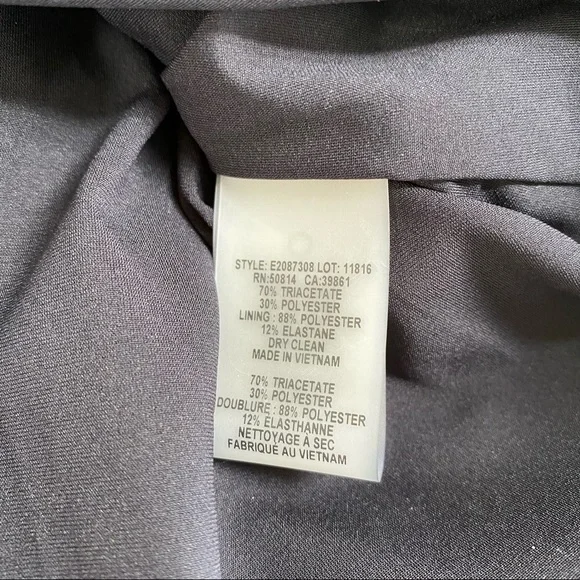 STYLE: E2087308 LOT: 11816
RN:50814 CA:39861
70% TRIACETATE
30% POLYESTER
LINING : 88% POLYESTER
12% ELASTANE
DRY CLEAN
MADE IN VIETNAM
70% TRIACETATE
30% POLYESTER
DOUBLURE : 88% POLYESTER
12% ÉLASTHANNE
NETTOYAGE À SEC
FABRIQUÉ AU VIETNAM